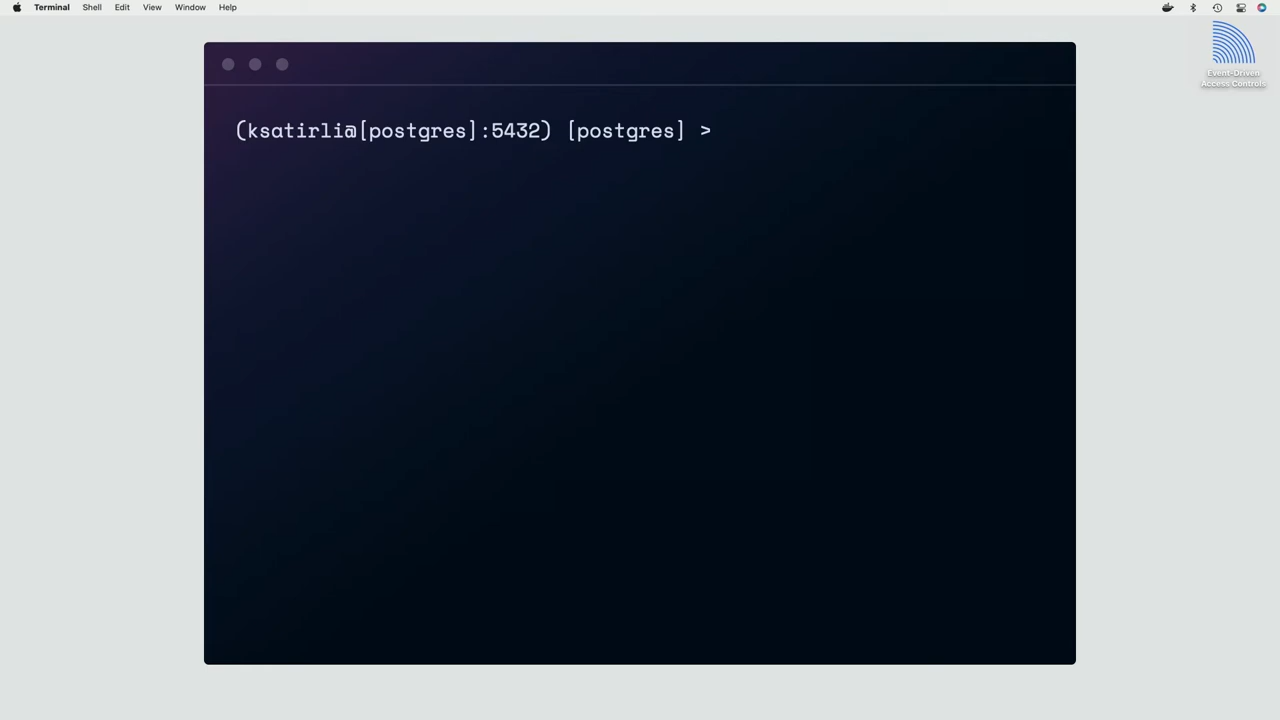 Terminal Shell Edit View Window Help
Event-Driven
Access Controls
(ksatirli@[postgres]:5432) [postgres] >